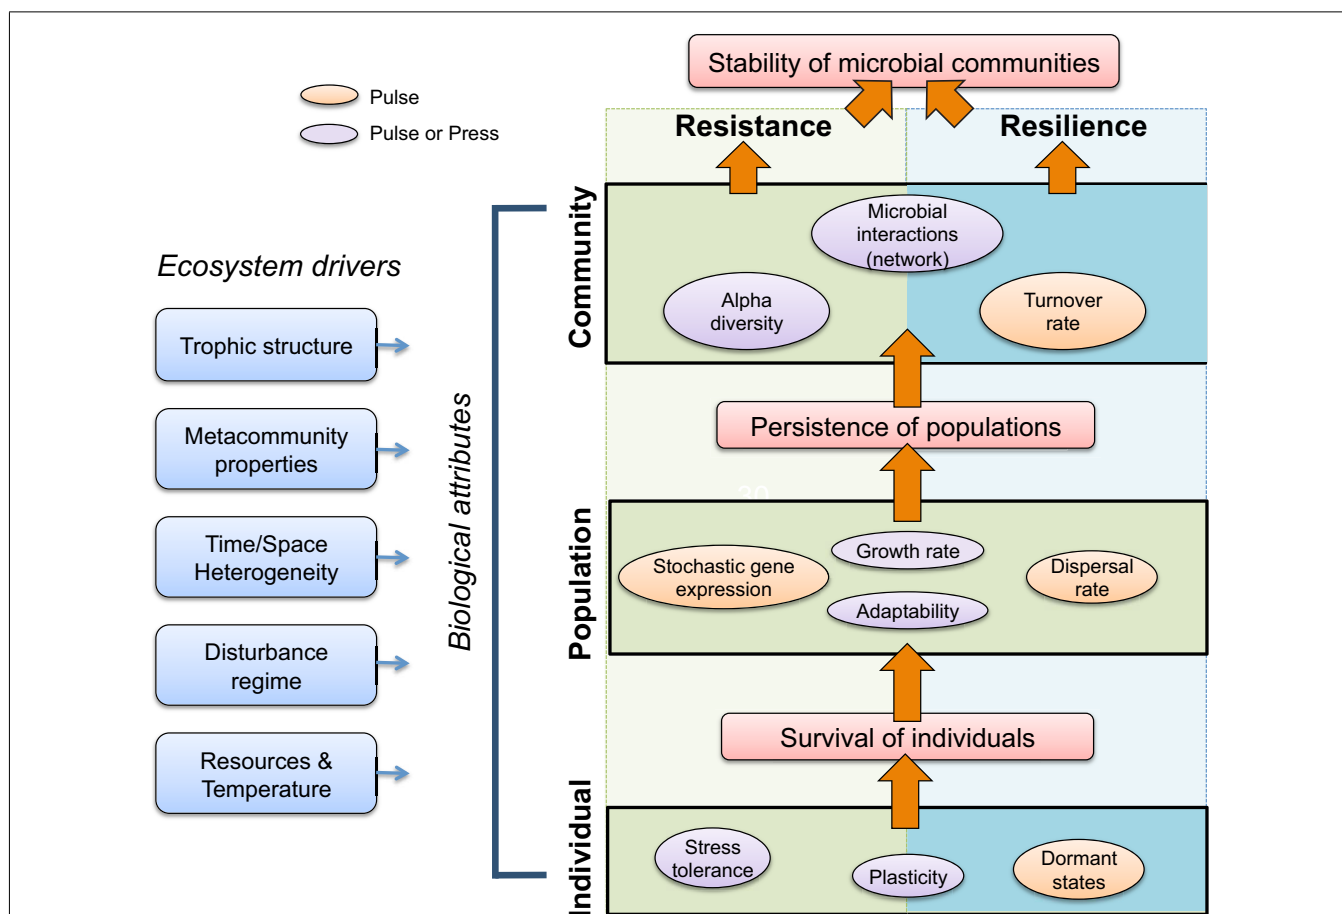 Stability of microbial communities
Pulse
Pulse or Press
Resistance
Resilience
Community
Microbial
interactions
(network)
Alpha
diversity
Turnover
rate
Ecosystem drivers
Trophic structure
Metacommunity
properties
Time/Space
Heterogeneity
Disturbance
regime
Resources &
Temperature
Biological attributes
Persistence of populations
30
Population
Stochastic gene
expression
Growth rate
Adaptability
Dispersal
rate
Survival of individuals
Individual
Stress
tolerance
Plasticity
Dormant
states